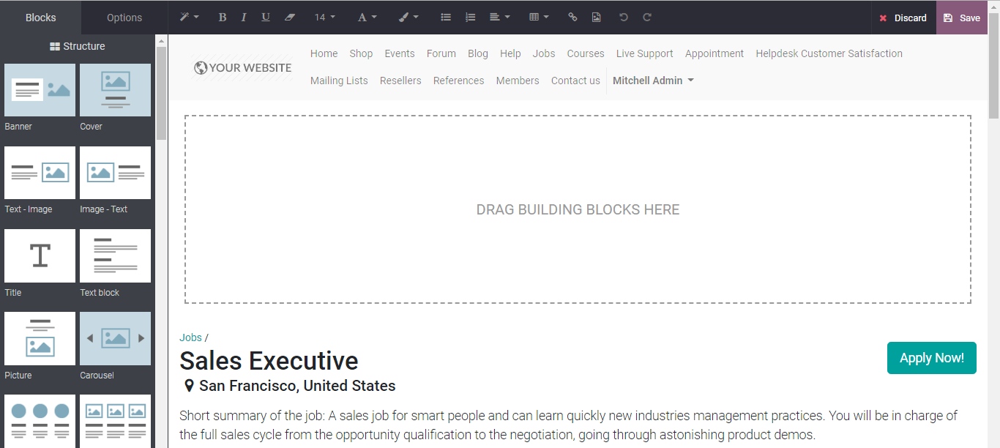 Blocks Options B I U 14 A Discard Save
Structure
Banner Cover
Text - Image Image - Text
T
Title Text block
Picture Carousel
YOUR WEBSITE
Home Shop Events Forum Blog Help Jobs Courses Live Support Appointment Helpdesk Customer Satisfaction
Mailing Lists Resellers References Members Contact us Mitchell Admin
DRAG BUILDING BLOCKS HERE
Jobs /
Sales Executive
Apply Now!
San Francisco, United States
Short summary of the job: A sales job for smart people and can learn quickly new industries management practices. You will be in charge of
the full sales cycle from the opportunity qualification to the negotiation, going through astonishing product demos.